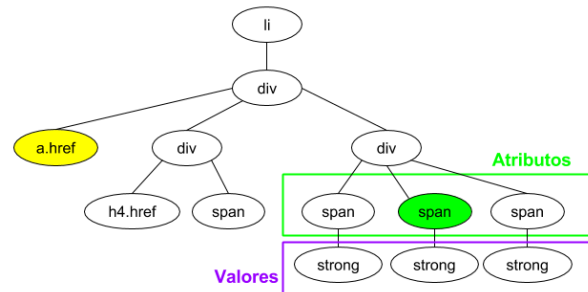 li
div
a.href
div
div
Atributos
h4.href
span
span
span
span
Valores
strong
strong
strong